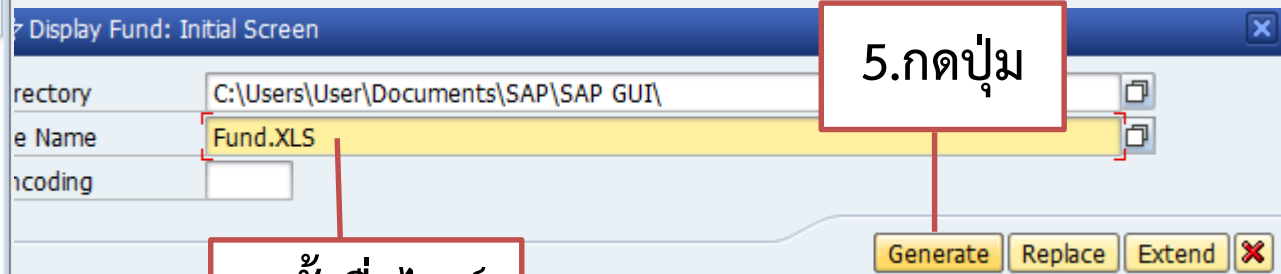 Display Fund: Initial Screen
5.กดปุ่ม
rectory
C:\Users\User\Documents\SAP\SAP GUI\
e Name
Fund.XLS
ncoding
Generate
Replace
Extend